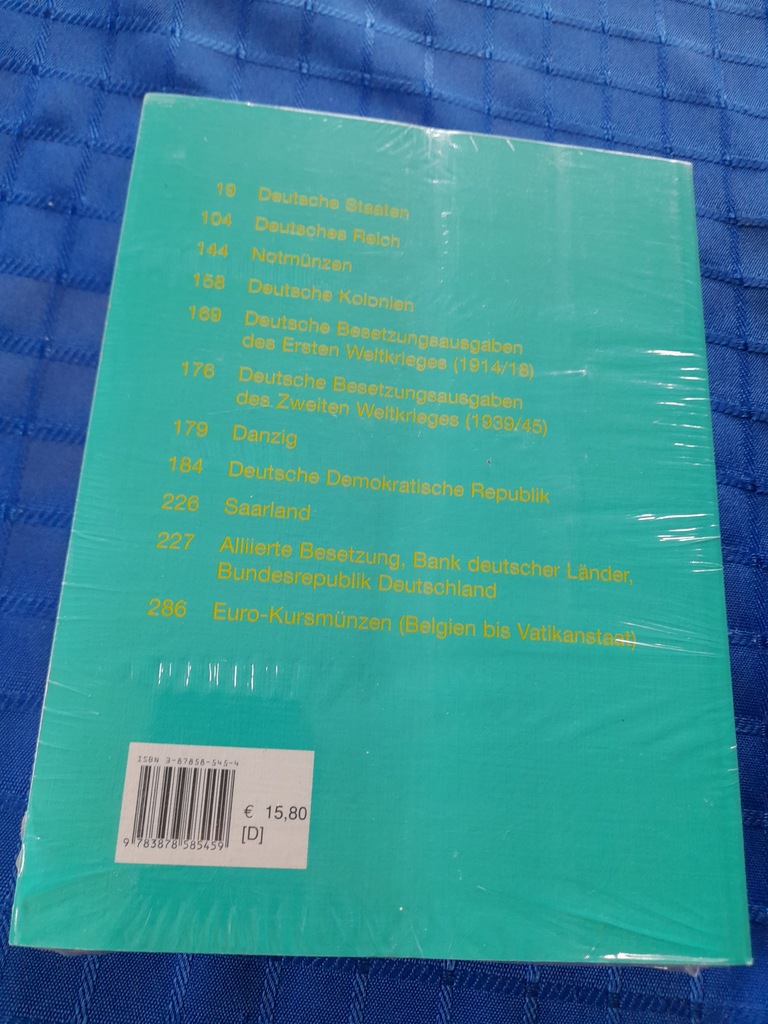 19 Deutsche Staaten
104 Deutsches Reich
144 Notmünzen
158 Deutsche Kolonien
169 Deutsche Besetzungsausgaben
des Ersten Weltkrieges (1914/18)
176 Deutsche Besetzungsausgaben
des Zweiten Weltkrieges (1939/45)
179 Danzig
184 Deutsche Demokratische Republik
226 Saarland
227 Alliierte Besetzung, Bank deutscher Länder,
Bundesrepublik Deutschland
286 Euro-Kursmünzen (Belgien bis Vatikanstaat)
ISBN 3-87858-545-4
€ 15,80
[D]
9 783878 585459